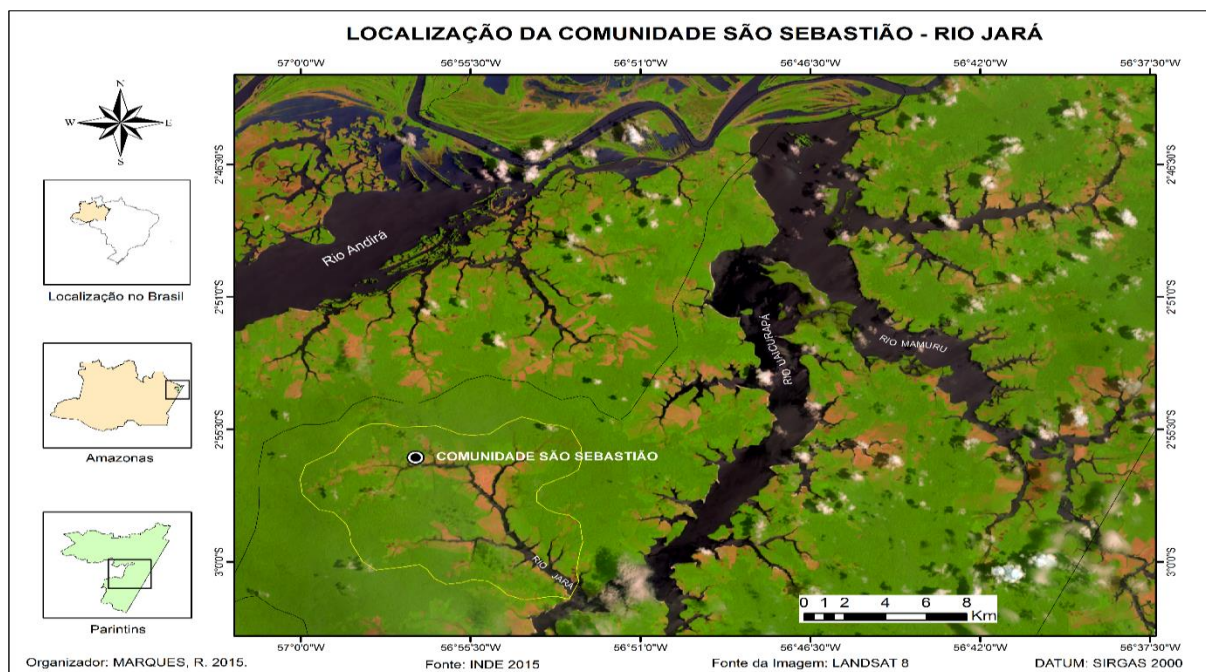 LOCALIZAÇÃO DA COMUNIDADE SÃO SEBASTIÃO - RIO JARÁ
57°0'0"W 56°55'30"W 56°51'0"W 56°46'30"W 56°42'0"W 56°37'30"W
N
W E
S
Localização no Brasil
Amazonas
Parintins
2°46'30"S 2°46'30"S
2°51'0"S 2°51'0"S
2°55'30"S 2°55'30"S
3°0'0"S 3°0'0"S
Rio Andirá
RIO UAICURAPÁ
RIO MAMURU
COMUNIDADE SÃO SEBASTIÃO
RIO JARÁ
0 1 2 4 6 8
Km
57°0'0"W 56°55'30"W 56°51'0"W 56°46'30"W 56°42'0"W 56°37'30"W
Organizador: MARQUES, R. 2015. Fonte: INDE 2015 Fonte da Imagem: LANDSAT 8 DATUM: SIRGAS 2000